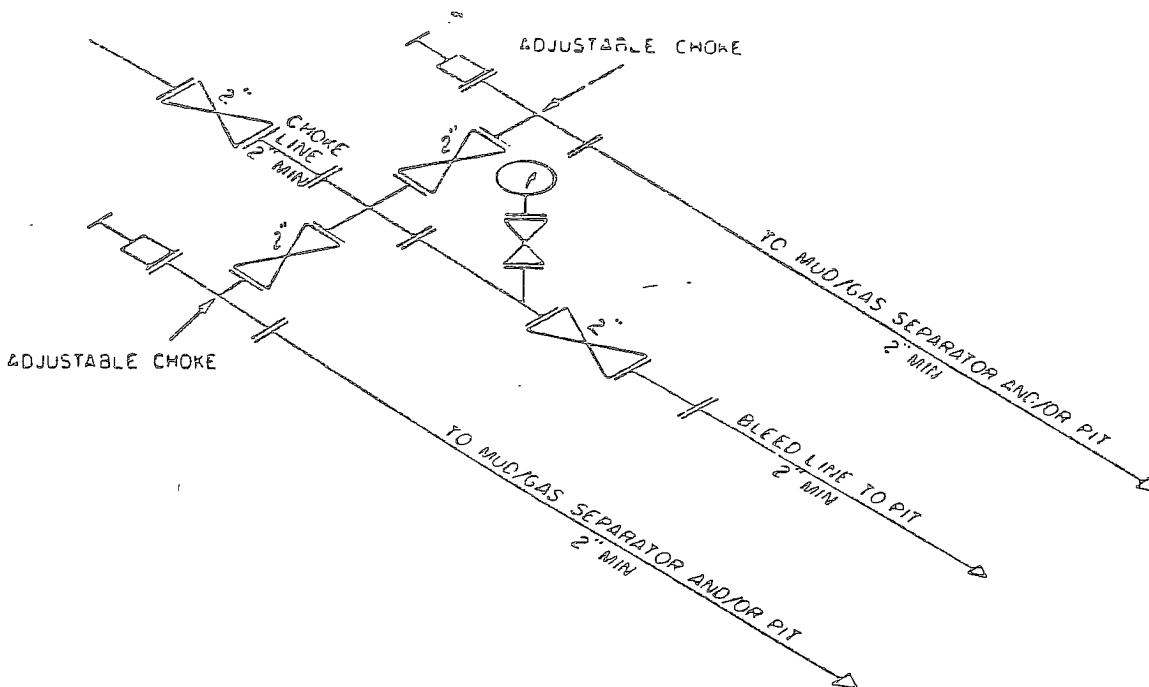 ADJUSTABLE CHOKE
2"
CHOKE
LINE
2" MIN
2"
P
2"
2"
ADJUSTABLE CHOKE
TO MUD/GAS SEPARATOR AND/OR PIT
2" MIN
BLEED LINE TO PIT
2" MIN
TO MUD/GAS SEPARATOR AND/OR PIT
2" MIN